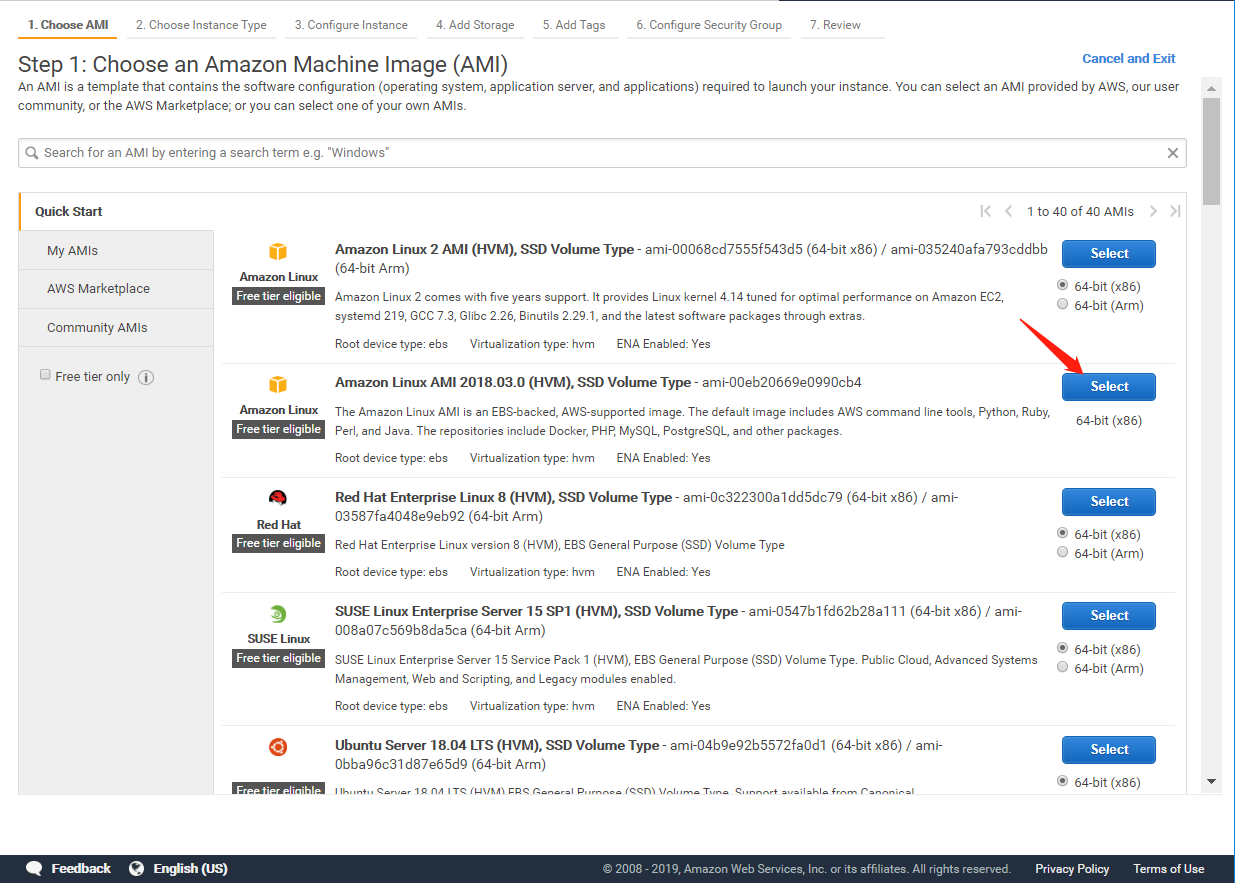 1. Choose AMI 2. Choose Instance Type 3. Configure Instance 4. Add Storage 5. Add Tags 6. Configure Security Group 7. Review
Step 1: Choose an Amazon Machine Image (AMI)
Cancel and Exit
An AMI is a template that contains the software configuration (operating system, application server, and applications) required to launch your instance. You can select an AMI provided by AWS, our user
community, or the AWS Marketplace; or you can select one of your own AMIs.
Search for an AMI by entering a search term e.g. "Windows"
Quick Start
1 to 40 of 40 AMIs
My AMIs
AWS Marketplace
Community AMIs
Free tier only
Amazon Linux
Free tier eligible
Amazon Linux 2 AMI (HVM), SSD Volume Type - ami-00068cd7555f543d5 (64-bit x86) / ami-035240afa793cddbb
(64-bit Arm)
Amazon Linux 2 comes with five years support. It provides Linux kernel 4.14 tuned for optimal performance on Amazon EC2,
systemd 219, GCC 7.3, Glibc 2.26, Binutils 2.29.1, and the latest software packages through extras.
Root device type: ebs Virtualization type: hvm ENA Enabled: Yes
Select
64-bit (x86)
64-bit (Arm)
Amazon Linux
Free tier eligible
Amazon Linux AMI 2018.03.0 (HVM), SSD Volume Type - ami-00eb20669e0990cb4
The Amazon Linux AMI is an EBS-backed, AWS-supported image. The default image includes AWS command line tools, Python, Ruby,
Perl, and Java. The repositories include Docker, PHP, MySQL, PostgreSQL, and other packages.
Root device type: ebs Virtualization type: hvm ENA Enabled: Yes
Select
64-bit (x86)
Red Hat
Free tier eligible
Red Hat Enterprise Linux 8 (HVM), SSD Volume Type - ami-0c322300a1dd5dc79 (64-bit x86) / ami-
03587fa4048e9eb92 (64-bit Arm)
Red Hat Enterprise Linux version 8 (HVM), EBS General Purpose (SSD) Volume Type
Root device type: ebs Virtualization type: hvm ENA Enabled: Yes
Select
64-bit (x86)
64-bit (Arm)
SUSE Linux
Free tier eligible
SUSE Linux Enterprise Server 15 SP1 (HVM), SSD Volume Type - ami-0547b1fd62b28a111 (64-bit x86) / ami-
008a07c569b8da5ca (64-bit Arm)
SUSE Linux Enterprise Server 15 Service Pack 1 (HVM), EBS General Purpose (SSD) Volume Type. Public Cloud, Advanced Systems
Management, Web and Scripting, and Legacy modules enabled.
Root device type: ebs Virtualization type: hvm ENA Enabled: Yes
Select
64-bit (x86)
64-bit (Arm)
Free tier eligible
Ubuntu Server 18.04 LTS (HVM), SSD Volume Type - ami-04b9e92b5572fa0d1 (64-bit x86) / ami-
0bba96c31d87e65d9 (64-bit Arm)
Ubuntu Server 18.04 LTS (HVM),EBS General Purpose (SSD) Volume Type. Support available from Canonical
Select
64-bit (x86)
Feedback English (US) © 2008 - 2019, Amazon Web Services, Inc. or its affiliates. All rights reserved. Privacy Policy Terms of Use